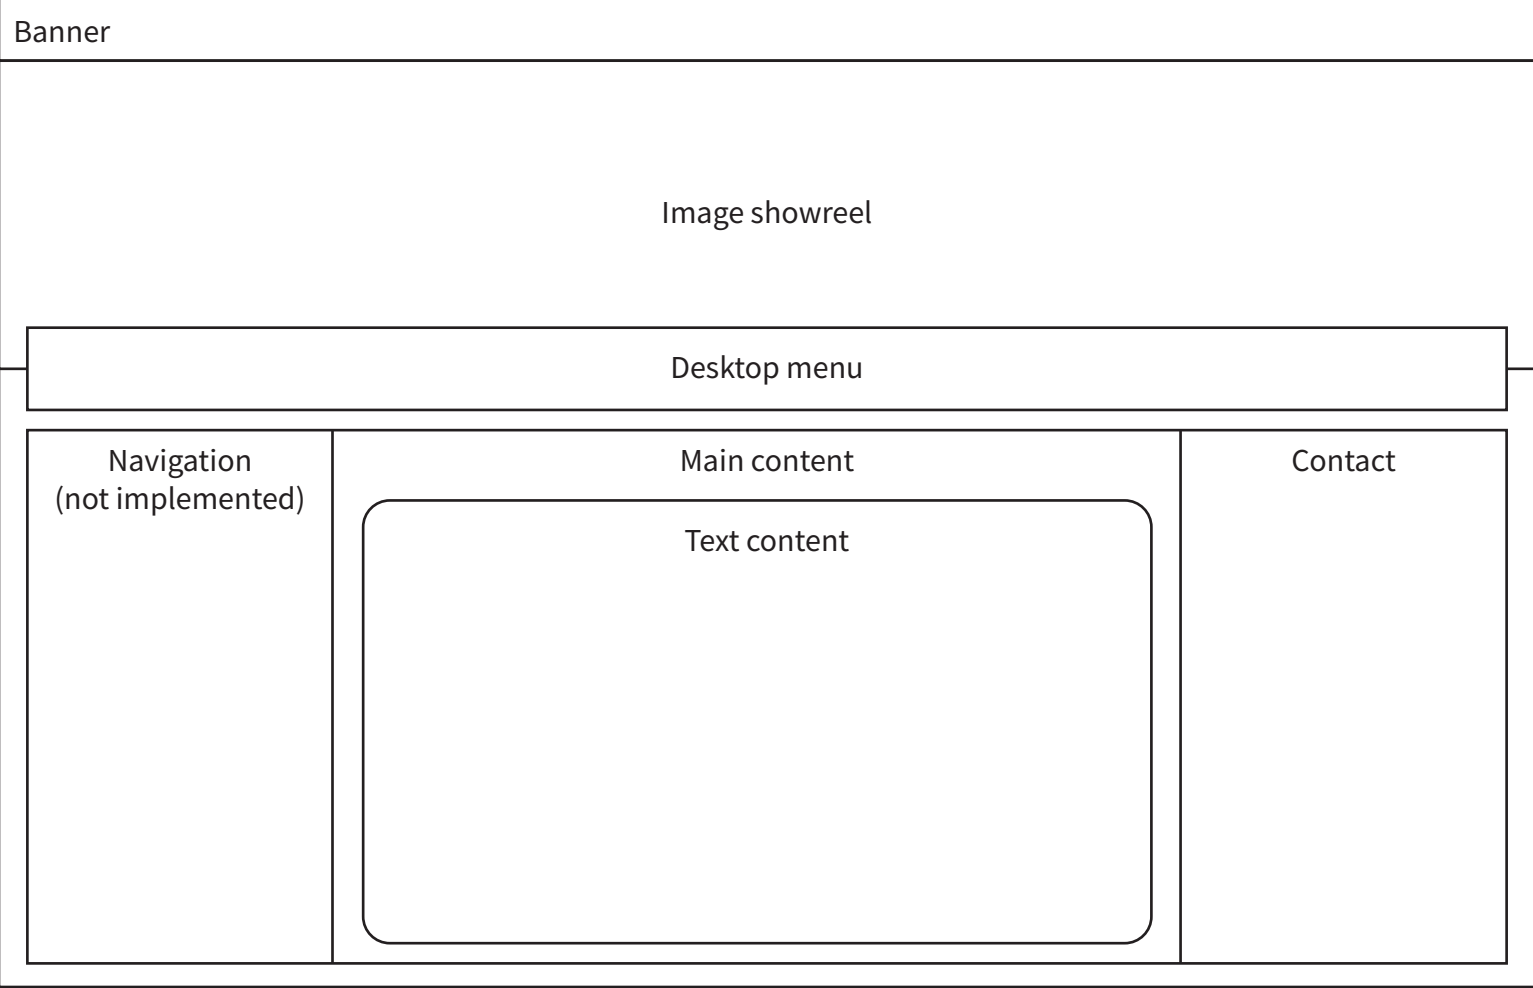 Banner
Image showreel
Desktop menu
Navigation
(not implemented)
Main content
Text content
Contact